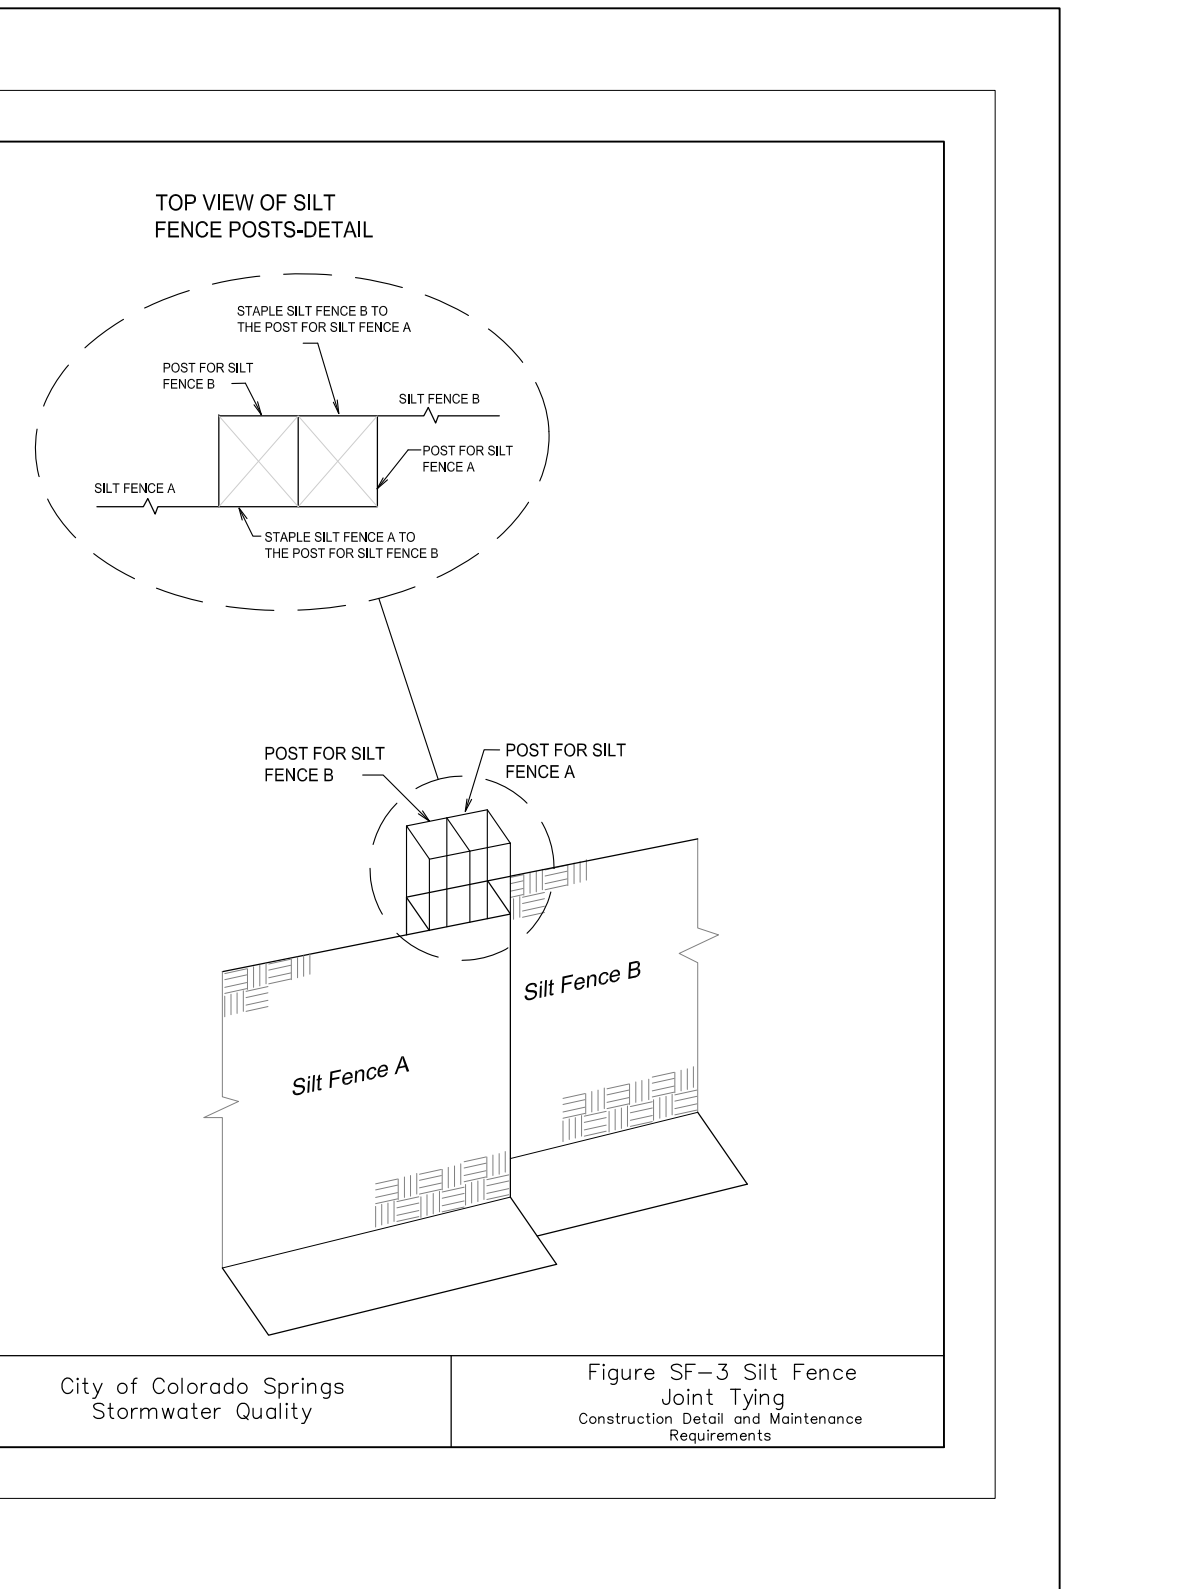 TOP VIEW OF SILT
FENCE POSTS-DETAIL
STAPLE SILT FENCE B TO
THE POST FOR SILT FENCE A
POST FOR SILT
FENCE B
SILT FENCE B
POST FOR SILT
FENCE A
SILT FENCE A
STAPLE SILT FENCE A TO
THE POST FOR SILT FENCE B
POST FOR SILT
FENCE B
POST FOR SILT
FENCE A
Silt Fence B
Silt Fence A
City of Colorado Springs
Stormwater Quality
Figure SF-3 Silt Fence
Joint Tying
Construction Detail and Maintenance
Requirements